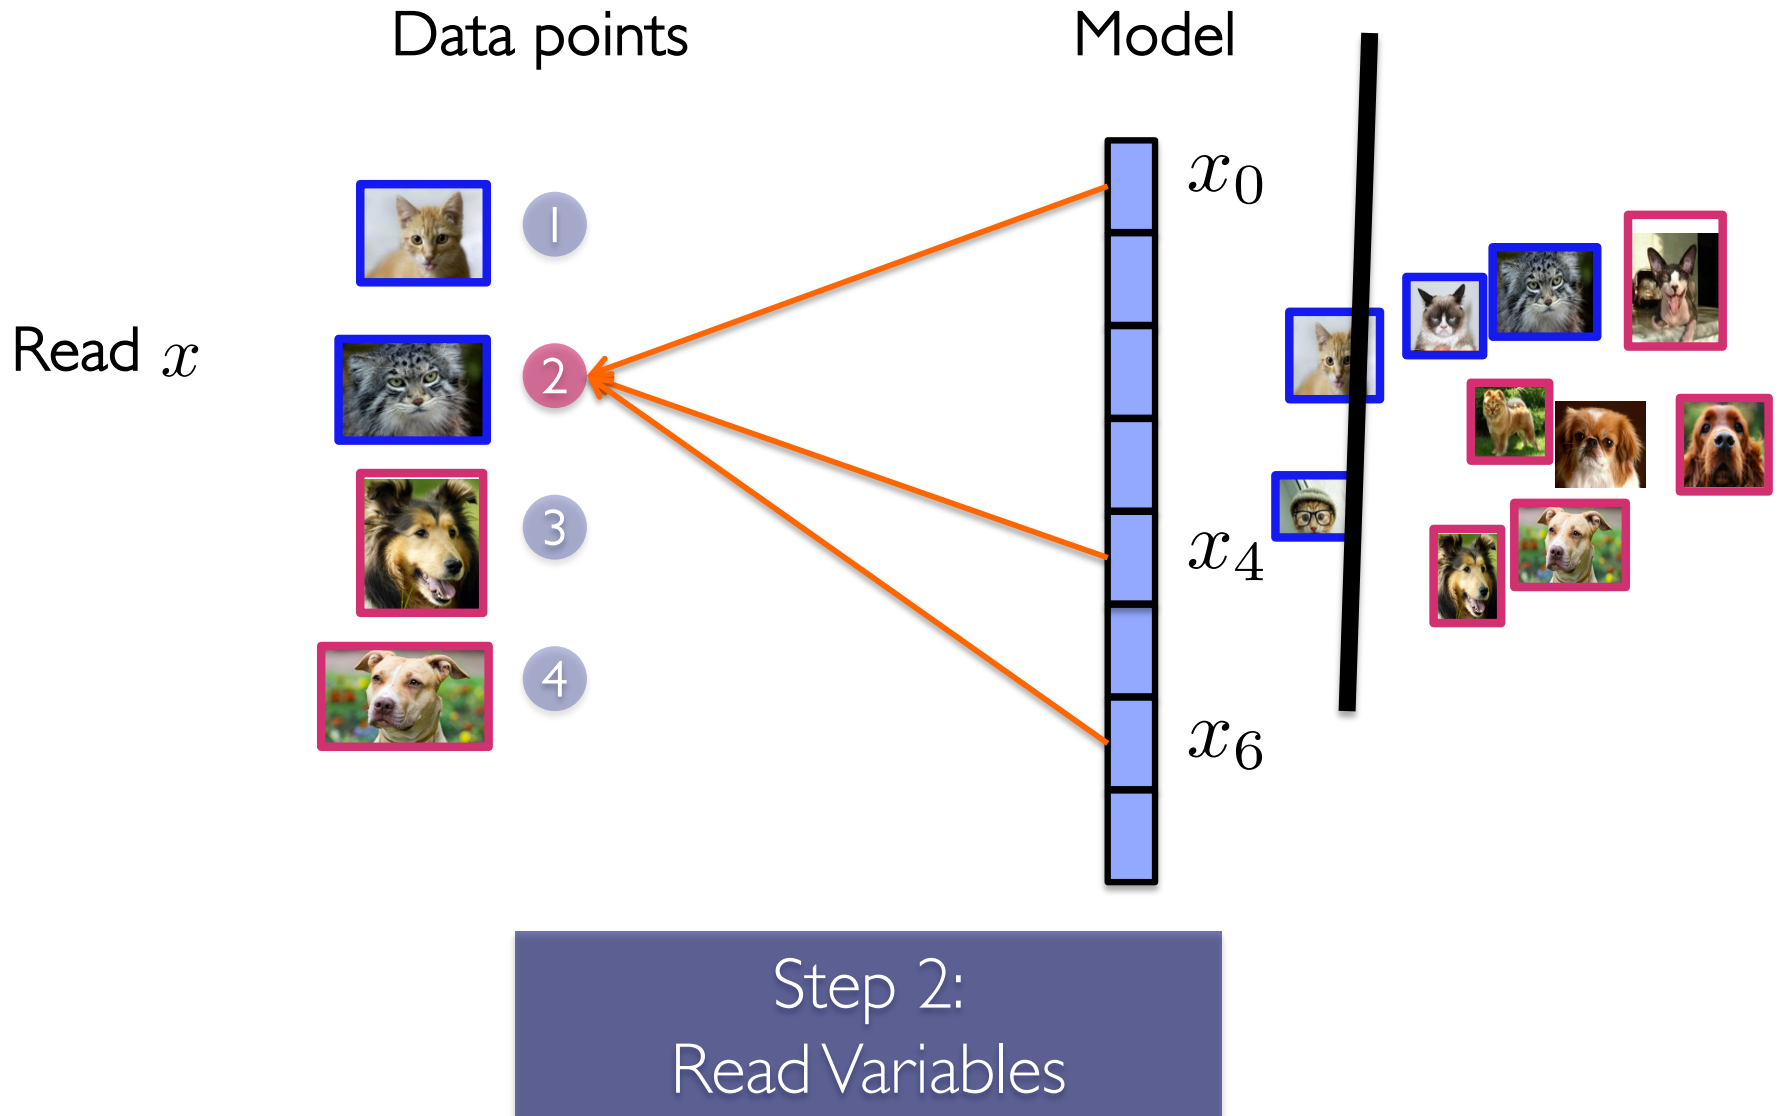 Data points
Model
x₀
1
Read x
2
3
x₄
4
x₆
Step 2:
Read Variables